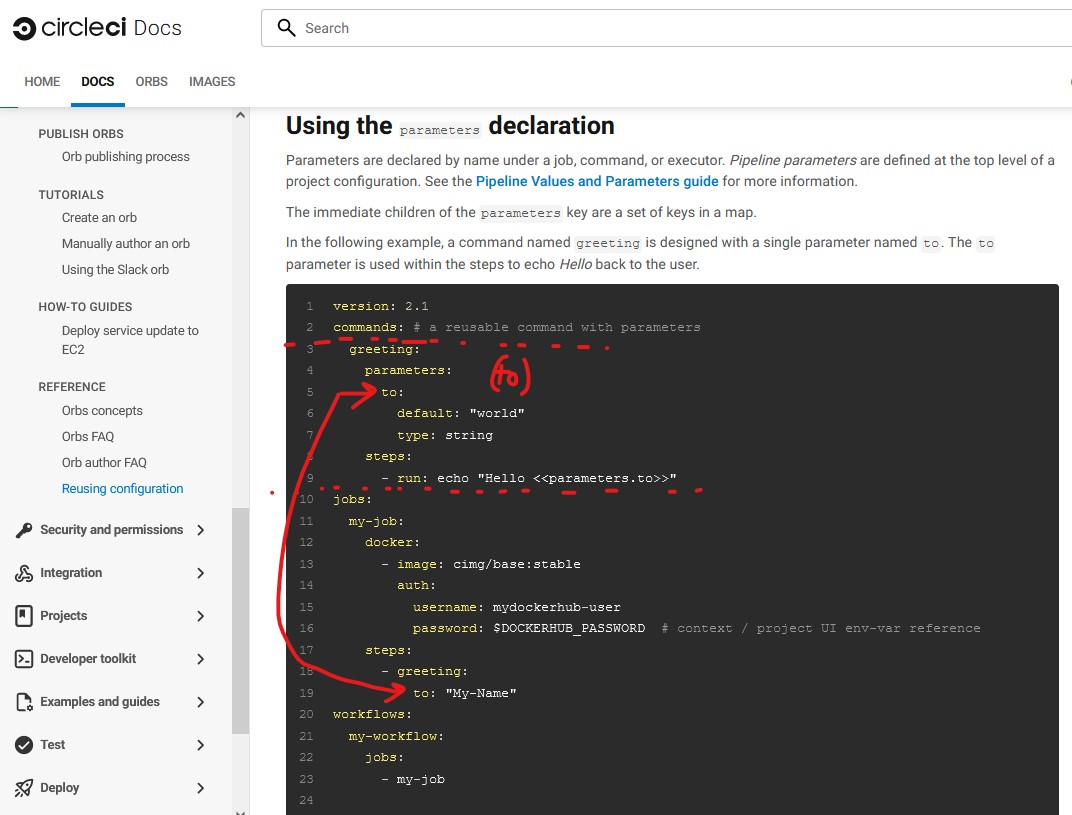 circleci Docs
Search
HOME DOCS ORBS IMAGES
PUBLISH ORBS
Orb publishing process
TUTORIALS
Create an orb
Manually author an orb
Using the Slack orb
HOW-TO GUIDES
Deploy service update to
EC2
REFERENCE
Orbs concepts
Orbs FAQ
Orb author FAQ
Reusing configuration
Security and permissions
Integration
Projects
Developer toolkit
Examples and guides
Test
Deploy
Using the parameters declaration
Parameters are declared by name under a job, command, or executor. Pipeline parameters are defined at the top level of a
project configuration. See the Pipeline Values and Parameters guide for more information.
The immediate children of the parameters key are a set of keys in a map.
In the following example, a command named greeting is designed with a single parameter named to. The to
parameter is used within the steps to echo Hello back to the user.
1 version: 2.1
2 commands: # a reusable command with parameters
3 greeting:
4 parameters:
(to)
5 to:
6 default: "world"
7 type: string
8 steps:
9 - run: echo "Hello <<parameters.to>>"
10 jobs:
11 my-job:
12 docker:
13 - image: cimg/base:stable
14 auth:
15 username: mydockerhub-user
16 password: $DOCKERHUB_PASSWORD # context / project UI env-var reference
17 steps:
18 - greeting:
19 to: "My-Name"
20 workflows:
21 my-workflow:
22 jobs:
23 - my-job
24